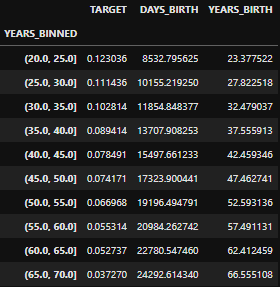 TARGET DAYS_BIRTH YEARS_BIRTH
YEARS_BINNED
(20.0, 25.0] 0.123036 8532.795625 23.377522
(25.0, 30.0] 0.111436 10155.219250 27.822518
(30.0, 35.0] 0.102814 11854.848377 32.479037
(35.0, 40.0] 0.089414 13707.908253 37.555913
(40.0, 45.0] 0.078491 15497.661233 42.459346
(45.0, 50.0] 0.074171 17323.900441 47.462741
(50.0, 55.0] 0.066968 19196.494791 52.593136
(55.0, 60.0] 0.055314 20984.262742 57.491131
(60.0, 65.0] 0.052737 22780.547460 62.412459
(65.0, 70.0] 0.037270 24292.614340 66.555108